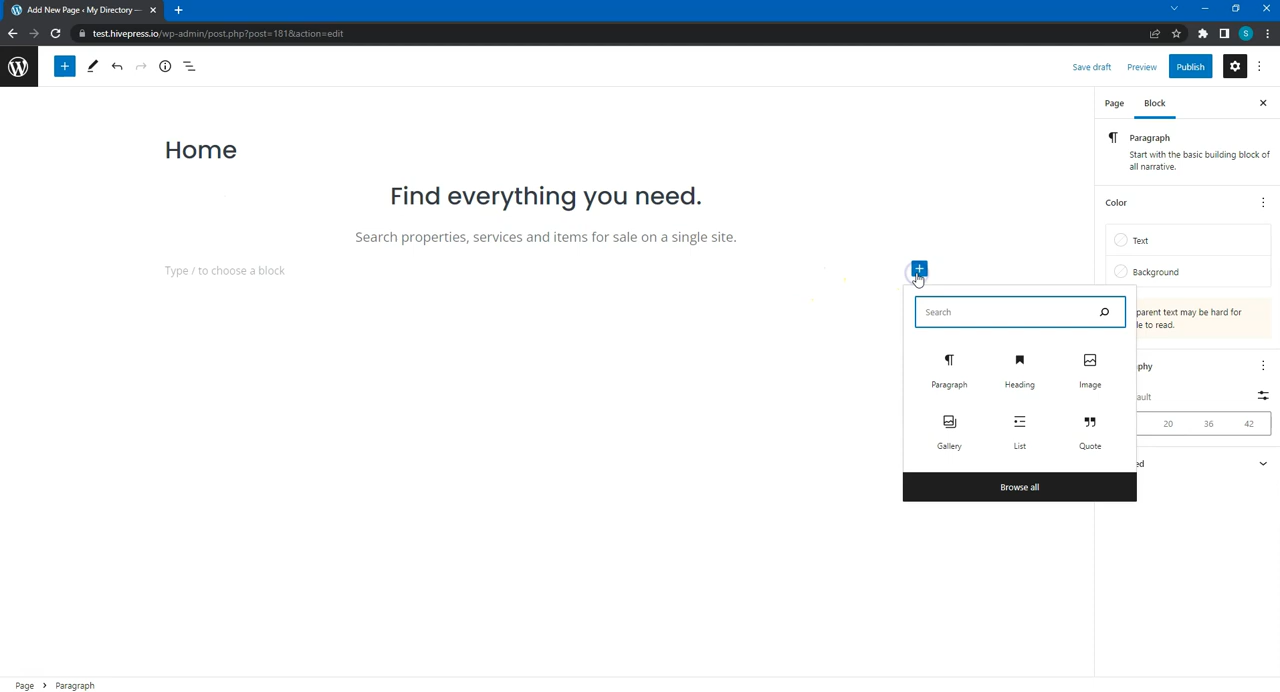 Add New Page ‹ My Directory —
test.hivepress.io/wp-admin/post.php?post=181&action=edit
S
Save draft
Preview
Publish
Page
Block
Paragraph
Start with the basic building block of
all narrative.
Color
Text
Background
parent text may be hard for
le to read.
phy
ault
20
36
42
ed
Home
Find everything you need.
Search properties, services and items for sale on a single site.
Type / to choose a block
Search
Paragraph
Heading
Image
Gallery
List
Quote
Browse all
Page
Paragraph